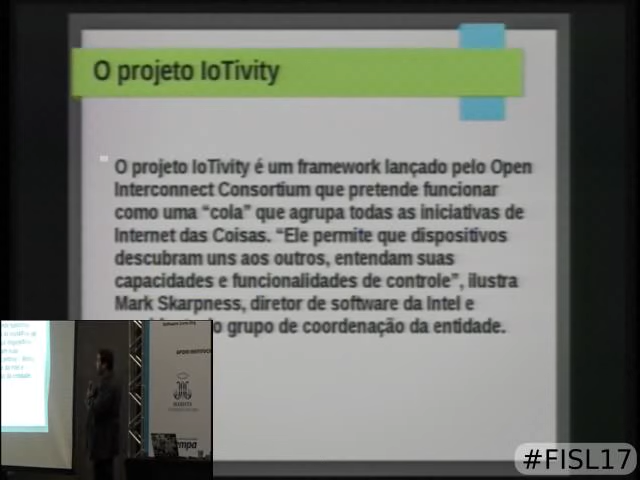 O projeto IoTivity
O projeto IoTivity é um framework lançado pelo Open
Interconnect Consortium que pretende funcionar
como uma “cola” que agrupa todas as iniciativas de
Internet das Coisas. “Ele permite que dispositivos
descubram uns aos outros, entendam suas
capacidades e funcionalidades de controle”, ilustra
Mark Skarpness, diretor de software da Intel e
grupo de coordenação da entidade.
#FISL17